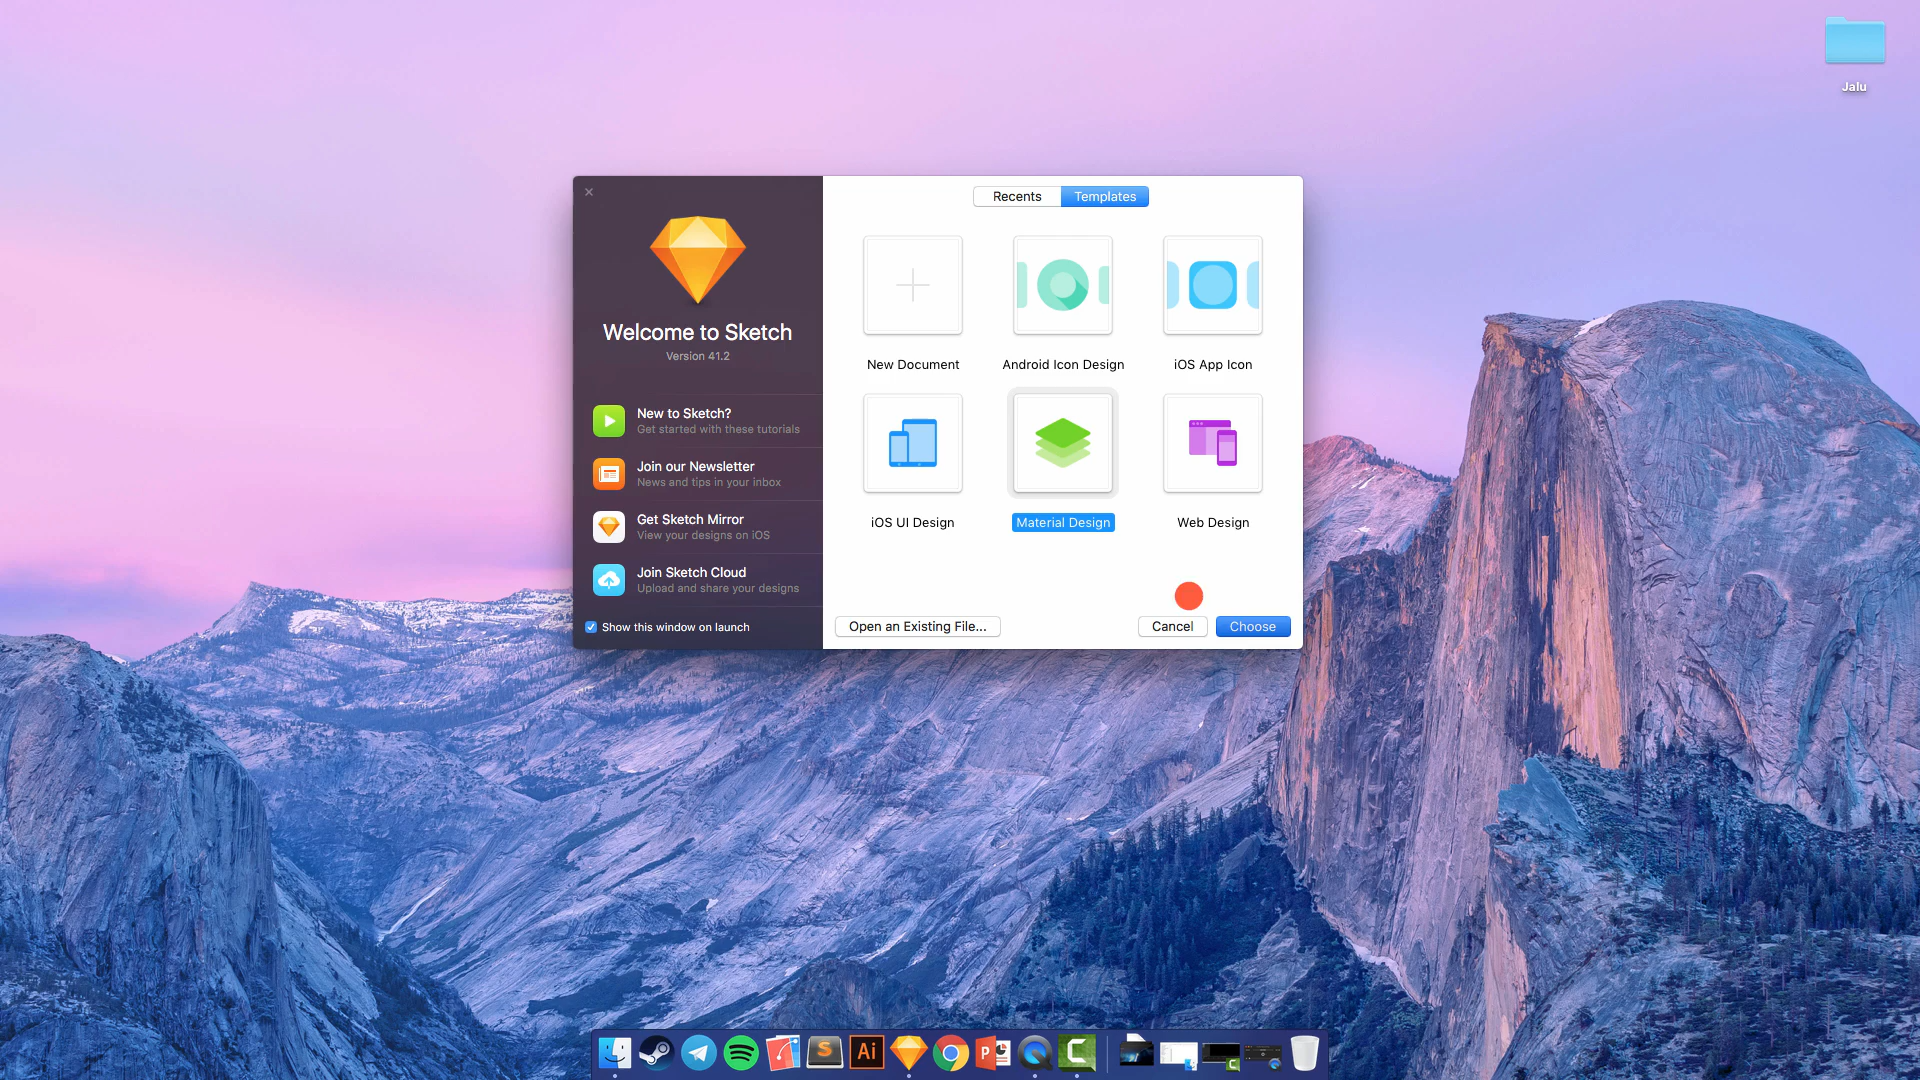 Jalu
Recents
Templates
Welcome to Sketch
Version 41.2
New to Sketch?
Get started with these tutorials
Join our Newsletter
News and tips in your inbox
Get Sketch Mirror
View your designs on iOS
Join Sketch Cloud
Upload and share your designs
Show this window on launch
New Document
Android Icon Design
iOS App Icon
iOS UI Design
Material Design
Web Design
Open an Existing File...
Cancel
Choose
S
Ai
P
C